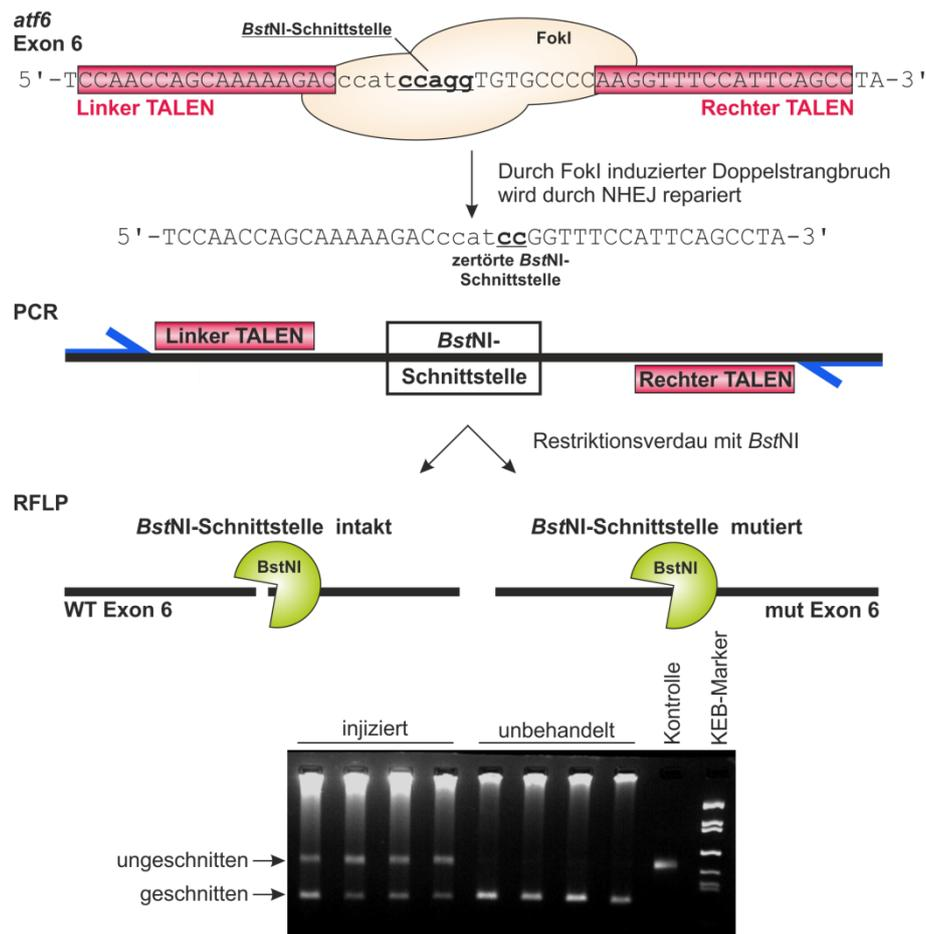 atf6
Exon 6
BstNI-Schnittstelle
FokI
5'-TCCAACCAGCAAAAAGACccatccaggTGTGCCCCAAGGTTTCCATTCAGCCTA-3'
Linker TALEN
Rechter TALEN
Durch FokI induzierter Doppelstrangbruch
wird durch NHEJ repariert
5'-TCCAACCAGCAAAAAGACccatccGGTTTCCATTCAGCCTA-3'
zertörte BstNI-
Schnittstelle
PCR
Linker TALEN
BstNI-
Schnittstelle
Rechter TALEN
Restriktionsverdau mit BstNI
RFLP
BstNI-Schnittstelle intakt
BstNI-Schnittstelle mutiert
BstNI
BstNI
WT Exon 6
mut Exon 6
Kontrolle
KEB-Marker
injiziert
unbehandelt
ungeschnitten
geschnitten